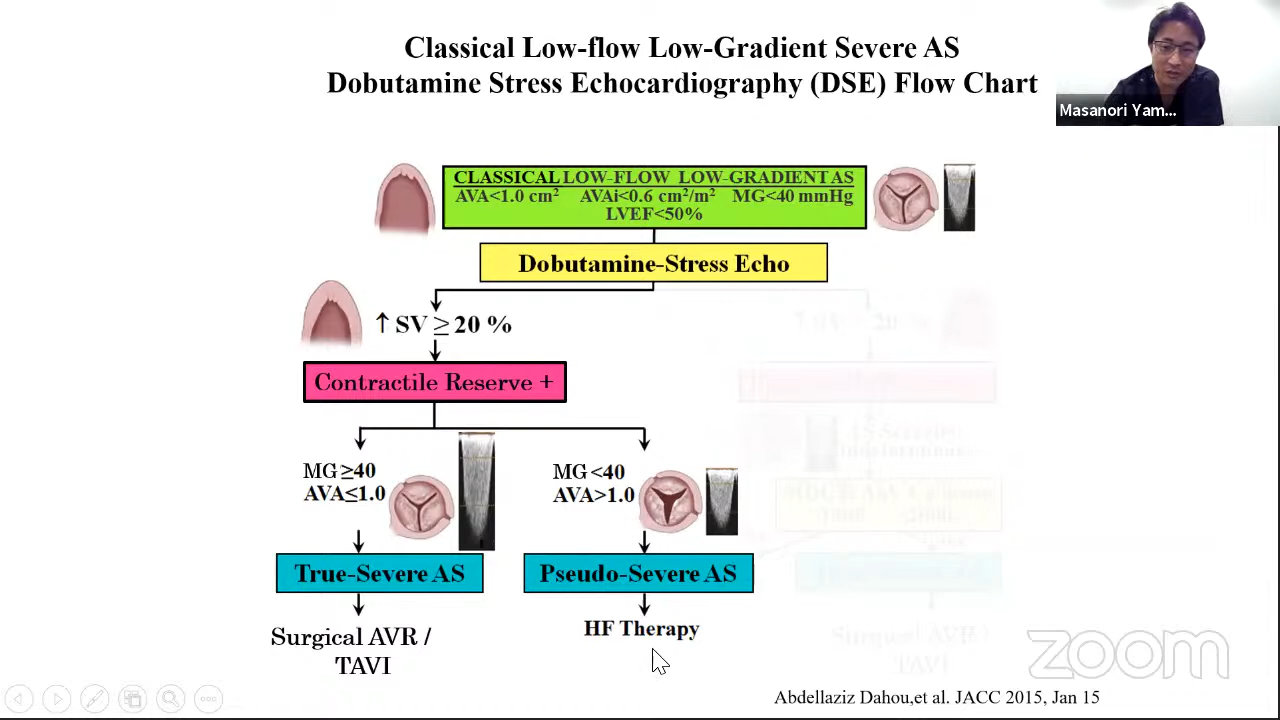 Classical Low-flow Low-Gradient Severe AS
Dobutamine Stress Echocardiography (DSE) Flow Chart
Masanori Yam...
CLASSICAL LOW-FLOW LOW-GRADIENT AS
AVA<1.0 cm² AVAi<0.6 cm²/m² MG<40 mmHg
LVEF<50%
Dobutamine-Stress Echo
↑ SV ≥ 20 %
Contractile Reserve +
MG ≥40
AVA≤1.0
MG <40
AVA>1.0
True-Severe AS
Pseudo-Severe AS
Surgical AVR /
TAVI
HF Therapy
Surgical AVR /
TAVI
zoom
Abdellaziz Dahou,et al. JACC 2015, Jan 15